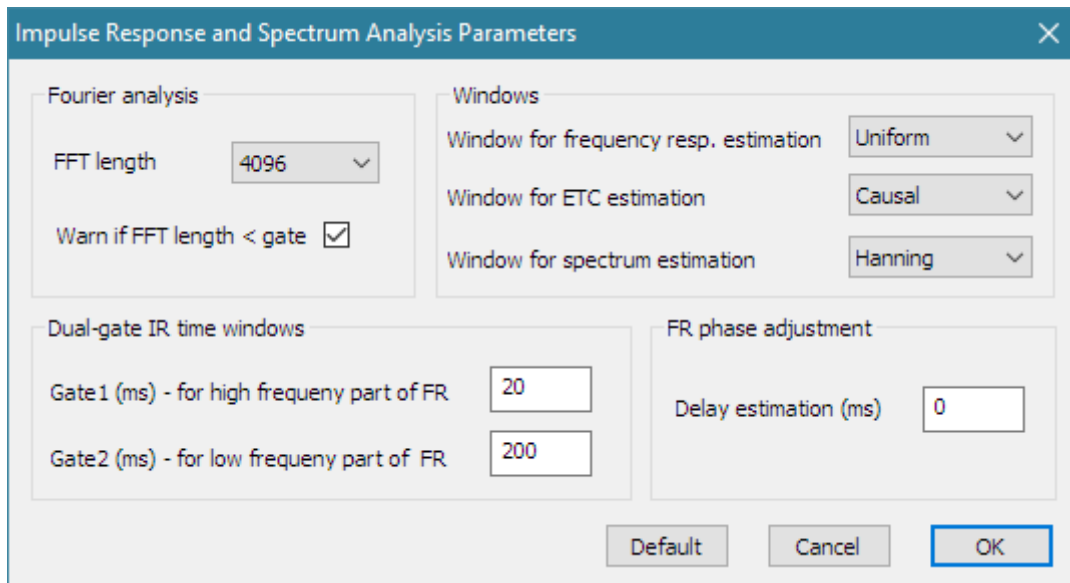 Impulse Response and Spectrum Analysis Parameters
Fourier analysis
FFT length 4096
Warn if FFT length < gate
Windows
Window for frequency resp. estimation Uniform
Window for ETC estimation Causal
Window for spectrum estimation Hanning
Dual-gate IR time windows
Gate1 (ms) - for high frequeny part of FR 20
Gate2 (ms) - for low frequeny part of FR 200
FR phase adjustment
Delay estimation (ms) 0
Default Cancel OK